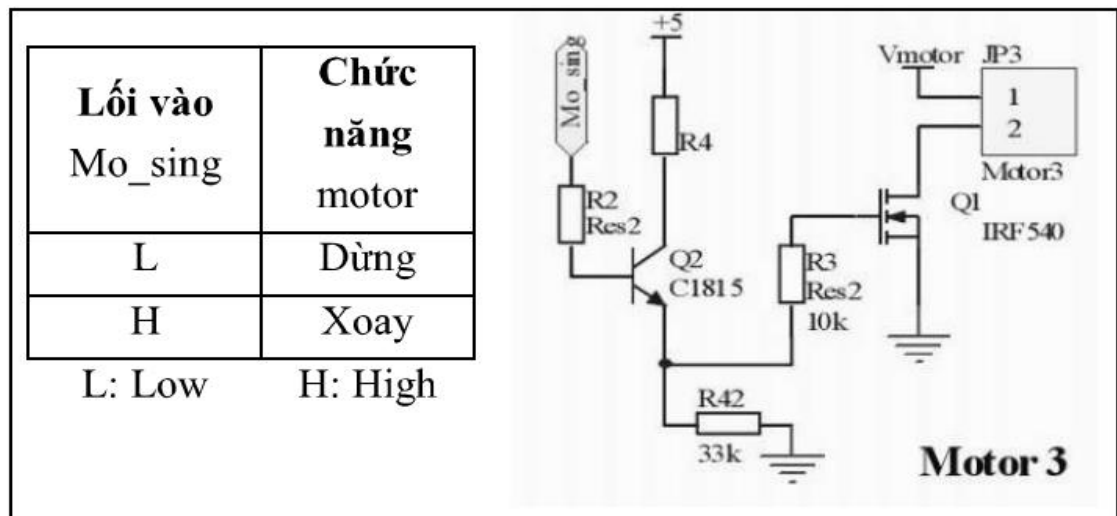 Lối vào
Mo_sing
Chức
năng
motor
L
Dừng
H
Xoay
L: Low
H: High
Mo_sing
+5
R4
R2
Res2
Q2
C1815
R3
Res2
10k
R42
33k
Vmotor
JP3
1
2
Motor3
Q1
IRF540
Motor 3